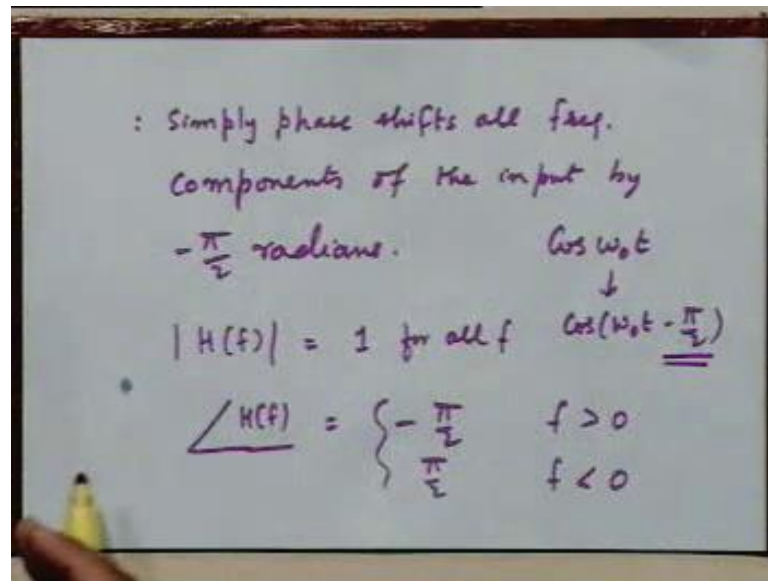 : Simply phase shifts all freq.
components of the input by
-π/2 radians. Cos ω₀t
↓
|H(f)| = 1 for all f Cos(ω₀t - π/2)
∠H(f) = { -π/2 f > 0
π/2 f < 0